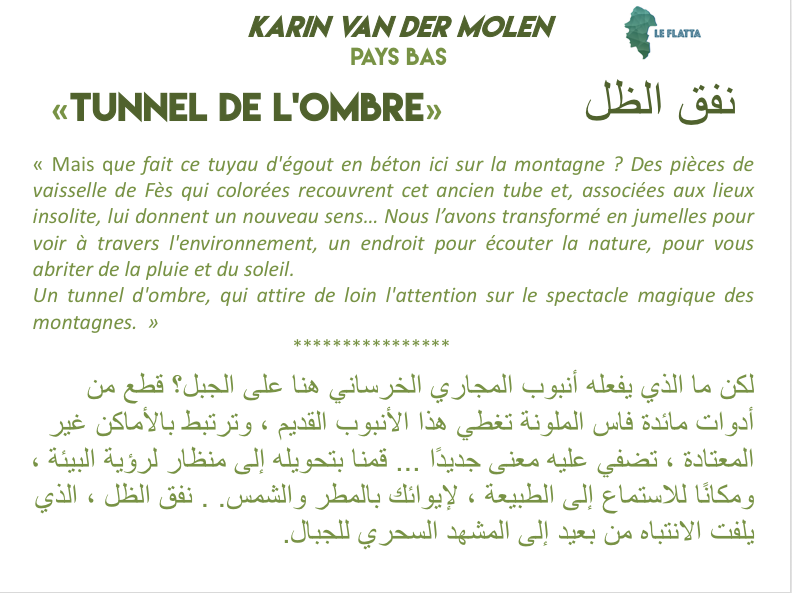 KARIN VAN DER MOLEN
PAYS BAS
LE FLATTA
«TUNNEL DE L'OMBRE»
نفق الظل
« Mais que fait ce tuyau d'égout en béton ici sur la montagne ? Des pièces de
vaisselle de Fès qui colorées recouvrent cet ancien tube et, associées aux lieux
insolite, lui donnent un nouveau sens… Nous l’avons transformé en jumelles pour
voir à travers l'environnement, un endroit pour écouter la nature, pour vous
abriter de la pluie et du soleil.
Un tunnel d'ombre, qui attire de loin l'attention sur le spectacle magique des
montagnes. »
****************
لكن ما الذي يفعله أنبوب المجاري الخرساني هنا على الجبل؟ قطع من
أدوات مائدة فاس الملونة تغطي هذا الأنبوب القديم ، وترتبط بالأماكن غير
المعتادة ، تضفي عليه معنى جديدًا ... قمنا بتحويله إلى منظار لرؤية البيئة ،
ومكانًا للاستماع إلى الطبيعة ، لإيوائك بالمطر والشمس. . نفق الظل ، الذي
يلفت الانتباه من بعيد إلى المشهد السحري للجبال.